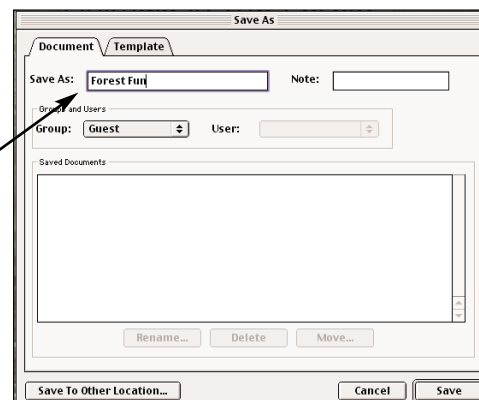 Save As
Document Template
Save As: Forest Fun Note:
Groups and Users
Group: Guest User:
Saved Documents
Rename... Delete Move...
Save To Other Location... Cancel Save